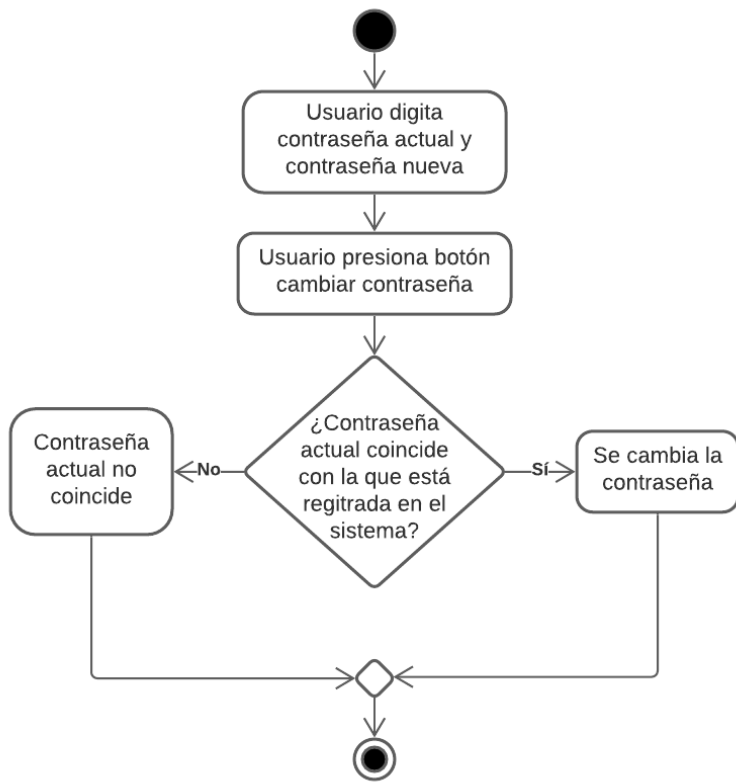 Usuario digita
contraseña actual y
contraseña nueva
Usuario presiona botón
cambiar contraseña
¿Contraseña
actual coincide
con la que está
regitrada en el
sistema?
No
Contraseña
actual no
coincide
Sí
Se cambia la
contraseña